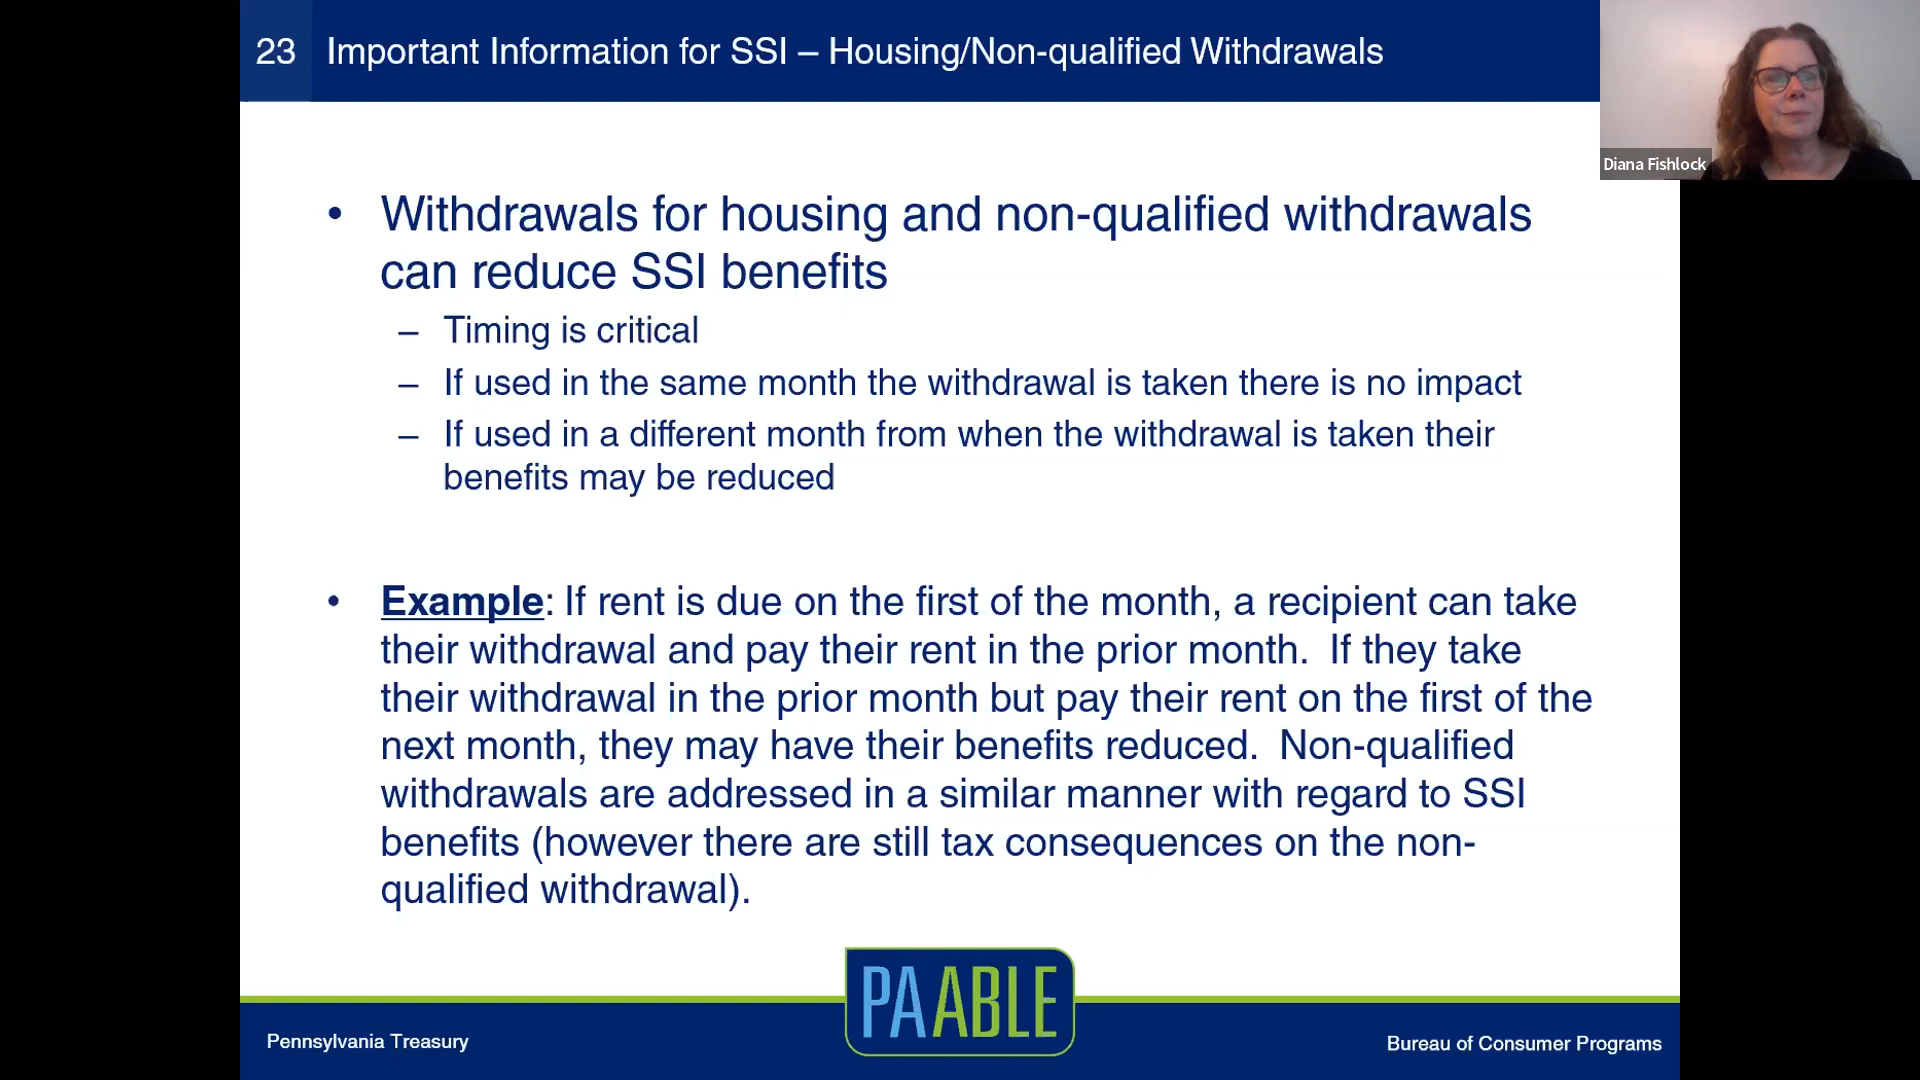 23 Important Information for SSI – Housing/Non-qualified Withdrawals
Diana Fishlock
• Withdrawals for housing and non-qualified withdrawals
can reduce SSI benefits
– Timing is critical
– If used in the same month the withdrawal is taken there is no impact
– If used in a different month from when the withdrawal is taken their
benefits may be reduced
• Example: If rent is due on the first of the month, a recipient can take
their withdrawal and pay their rent in the prior month.  If they take
their withdrawal in the prior month but pay their rent on the first of the
next month, they may have their benefits reduced.  Non-qualified
withdrawals are addressed in a similar manner with regard to SSI
benefits (however there are still tax consequences on the non-
qualified withdrawal).
PAABLE
Pennsylvania Treasury
Bureau of Consumer Programs